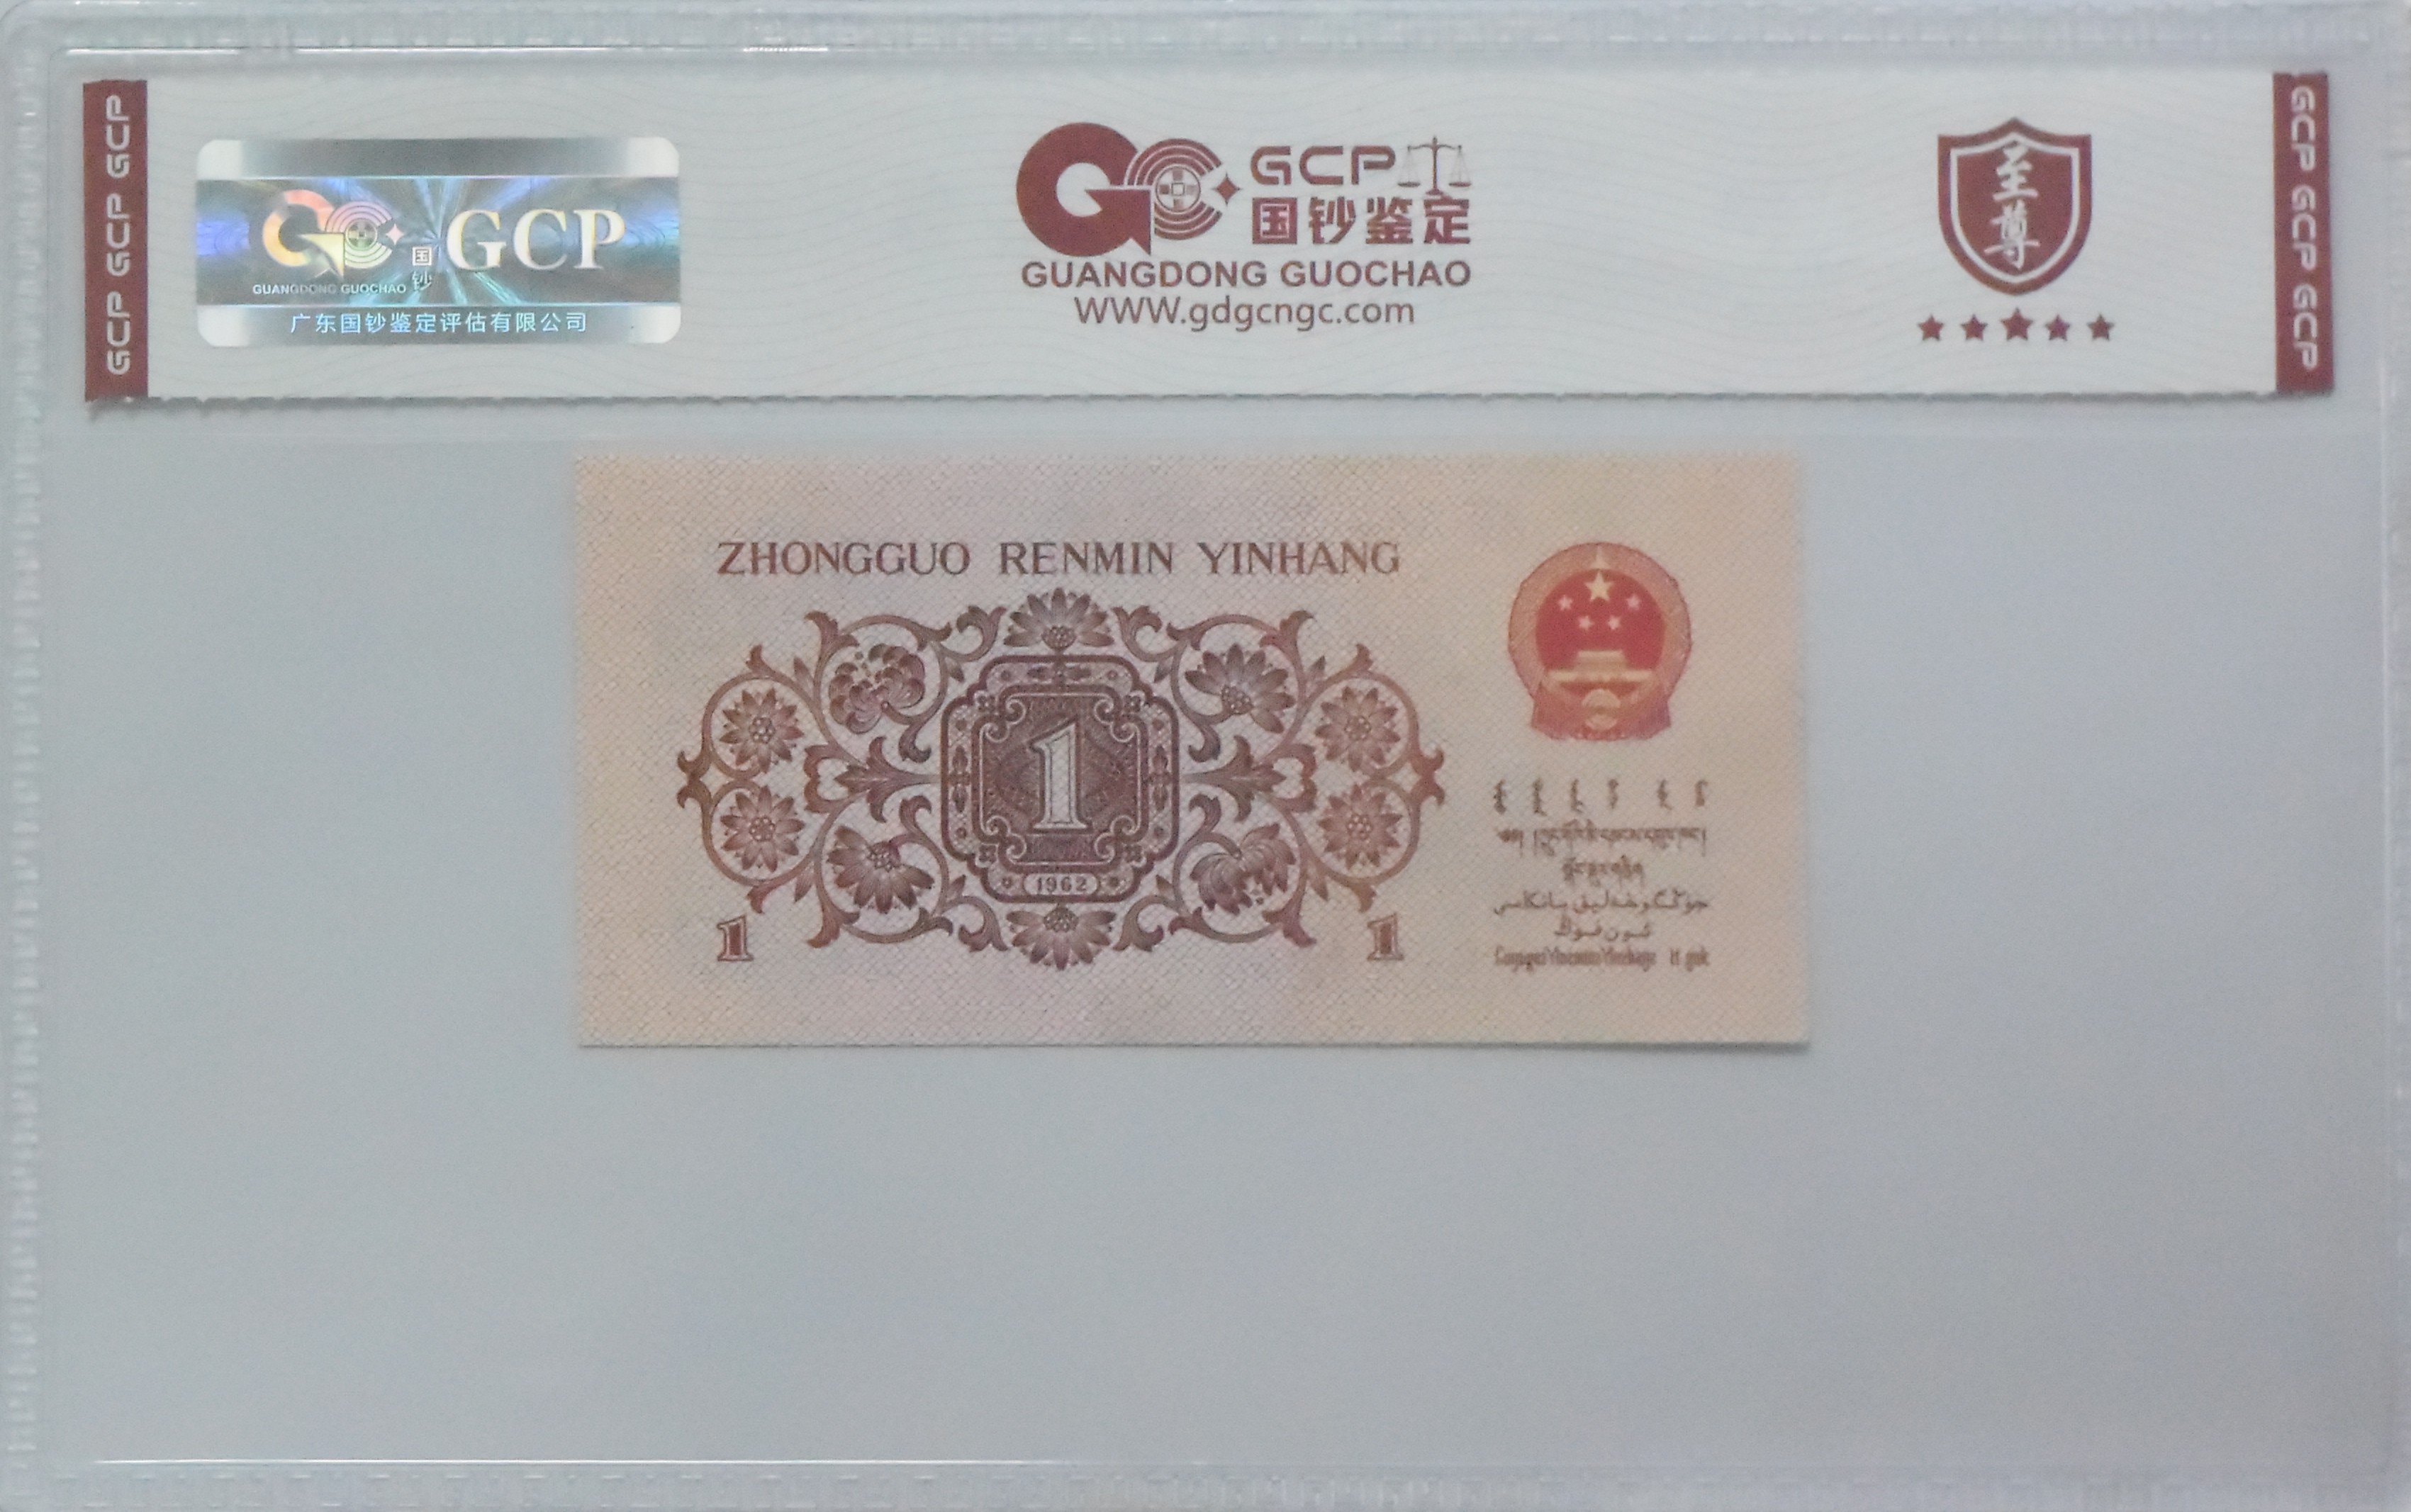 GCP GCP GCP
GCP
国钞
GUANGDONG GUOCHAO
广东国钞鉴定评估有限公司
GCP
国钞鉴定
GUANGDONG GUOCHAO
WWW.gdgcngc.com
至尊
GCP GCP GCP
ZHONGGUO RENMIN YINHANG
1
1962
1 1